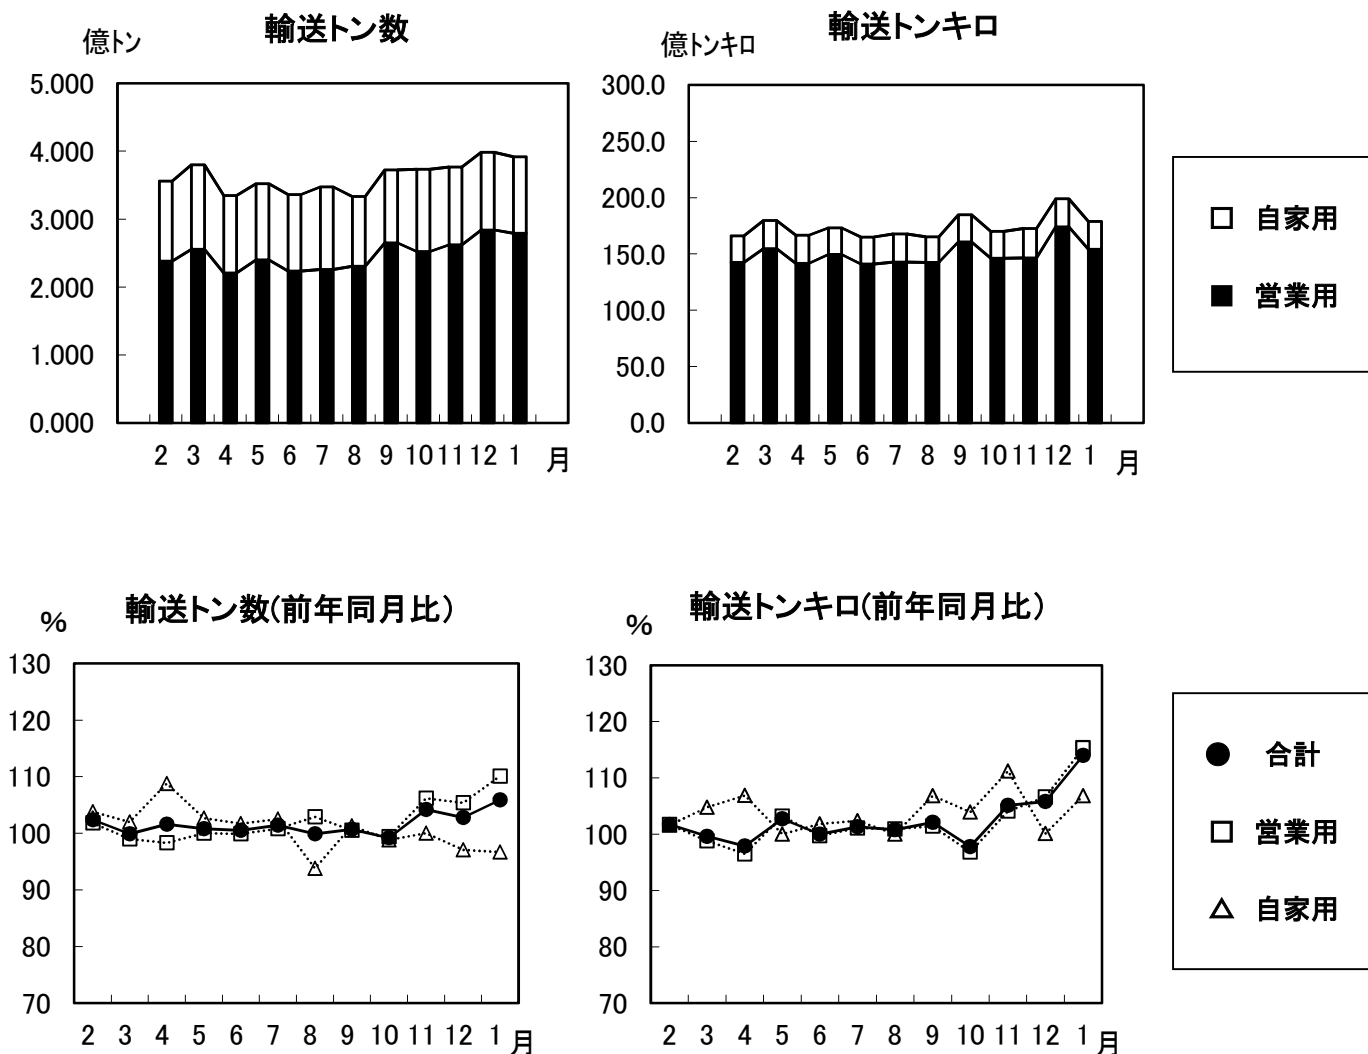 輸送トン数
億トン
5.000
4.000
3.000
2.000
1.000
0.000
2 3 4 5 6 7 8 9 10 11 12 1 月
輸送トンキロ
億トンキロ
300.0
250.0
200.0
150.0
100.0
50.0
0.0
2 3 4 5 6 7 8 9 10 11 12 1 月
自家用
営業用
輸送トン数(前年同月比)
%
130
120
110
100
90
80
70
2 3 4 5 6 7 8 9 10 11 12 1 月
輸送トンキロ(前年同月比)
%
130
120
110
100
90
80
70
2 3 4 5 6 7 8 9 10 11 12 1 月
合計
営業用
自家用